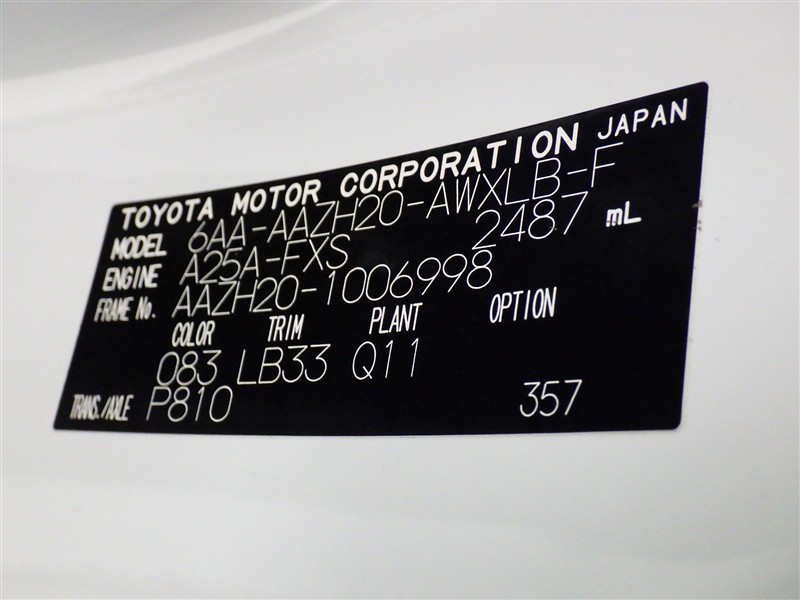 TOYOTA MOTOR CORPORATION JAPAN
MODEL 6AA-AAZH20-AWXLB-F
ENGINE A25A-FXS 2487 mL
FRAME No. AAZH20-1006998
COLOR TRIM PLANT OPTION
083 LB33 Q11
TRANS./AXLE P810 357